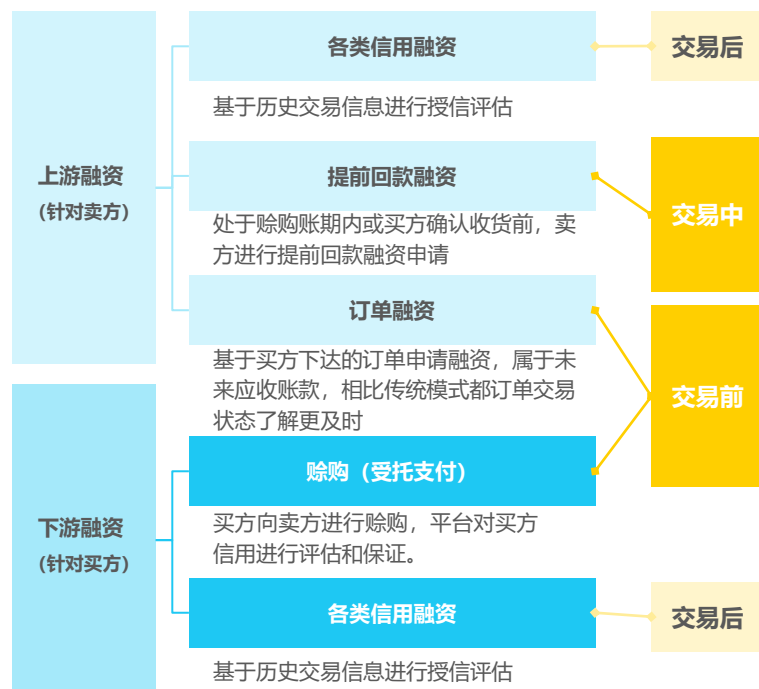 各类信用融资
交易后
基于历史交易信息进行授信评估
上游融资
（针对卖方）
提前回款融资
交易中
处于赊购账期内或买方确认收货前，卖
方进行提前回款融资申请
订单融资
基于买方下达的订单申请融资，属于未
来应收账款，相比传统模式都订单交易
状态了解更及时
交易前
赊购（受托支付）
下游融资
（针对买方）
买方向卖方进行赊购，平台对买方
信用进行评估和保证。
各类信用融资
交易后
基于历史交易信息进行授信评估